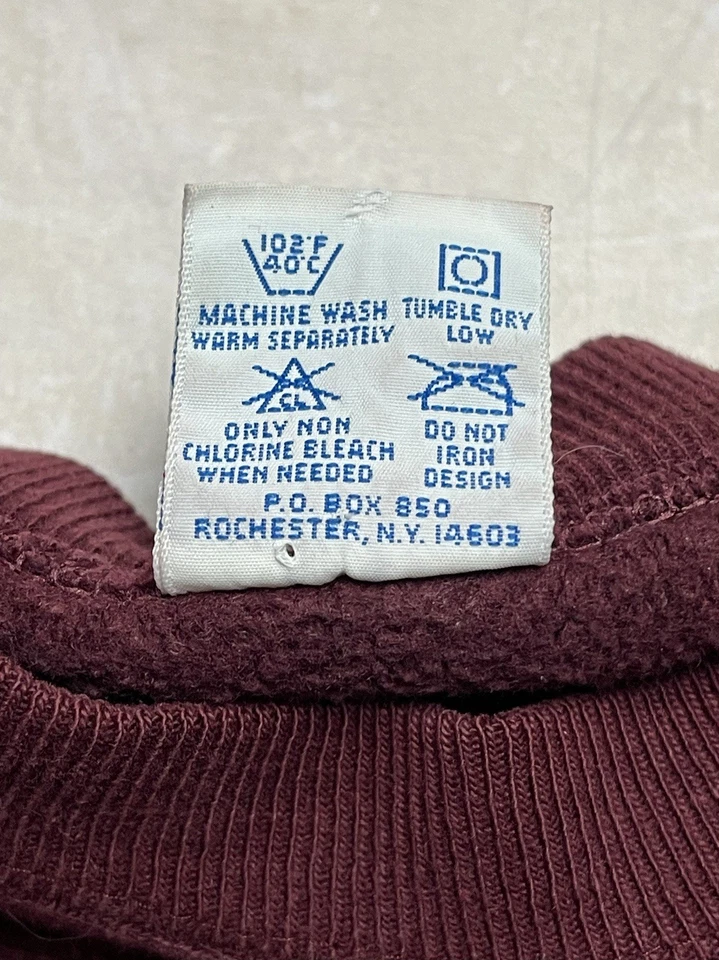 102°F
40°C
MACHINE WASH
WARM SEPARATELY
TUMBLE DRY
LOW
CL
ONLY NON
CHLORINE BLEACH
WHEN NEEDED
DO NOT
IRON
DESIGN
P.O. BOX 850
ROCHESTER, N.Y. 14603